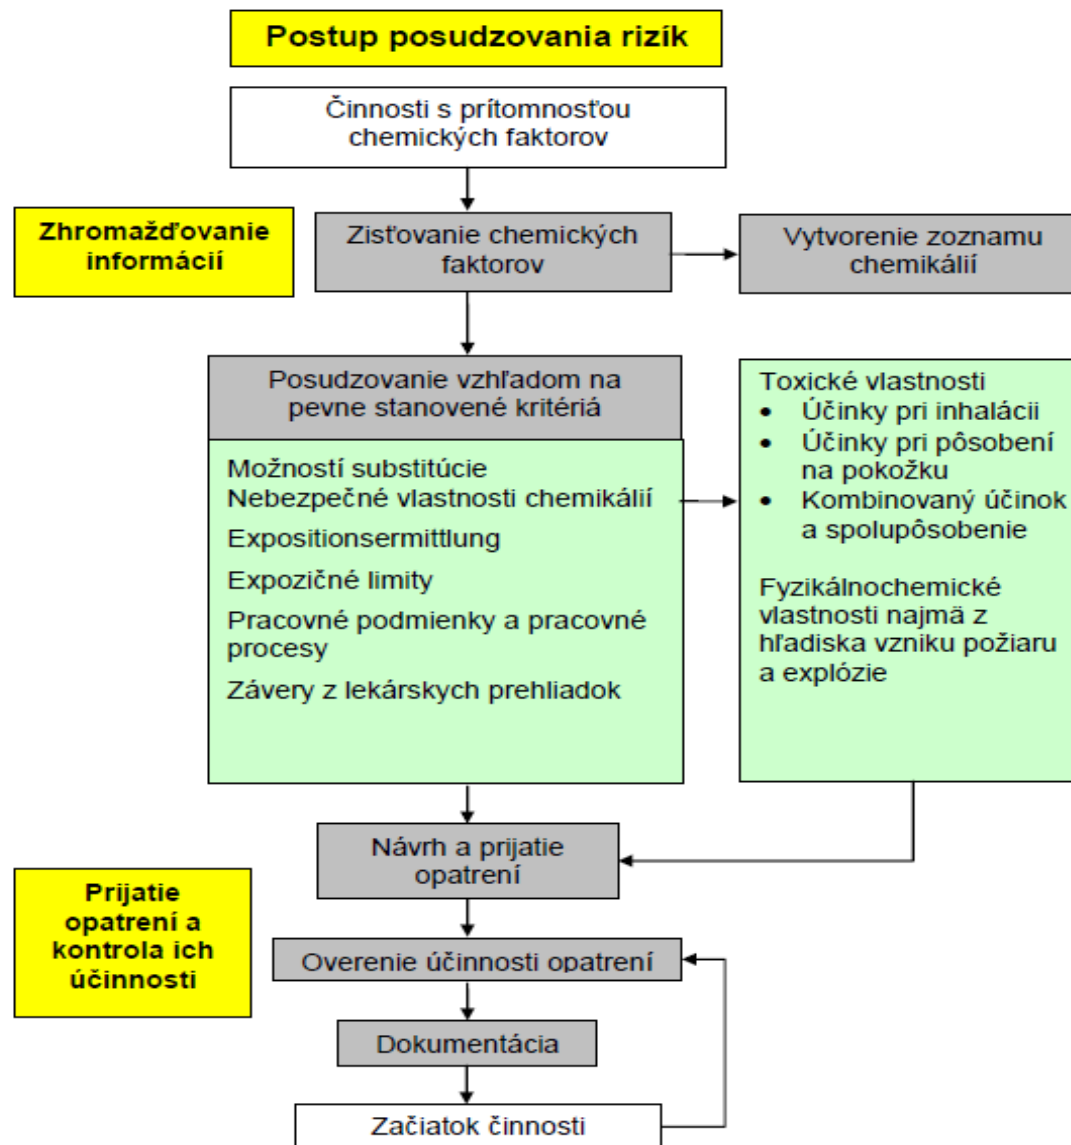 Postup posudzovania rizík
Činnosti s prítomnosťou
chemických faktorov
Zhromažďovanie
informácií
Zisťovanie chemických
faktorov
Vytvorenie zoznamu
chemikálií
Posudzovanie vzhľadom na
pevne stanovené kritériá
Možností substitúcie
Nebezpečné vlastnosti chemikálií
Expositionsermittlung
Expozičné limity
Pracovné podmienky a pracovné
procesy
Závery z lekárskych prehliadok
Toxické vlastnosti
• Účinky pri inhalácii
• Účinky pri pôsobení
na pokožku
• Kombinovaný účinok
a spolupôsobenie
Fyzikálnochemické
vlastnosti najmä z
hľadiska vzniku požiaru
a explózie
Návrh a prijatie
opatrení
Prijatie
opatrení a
kontrola ich
účinnosti
Overenie účinnosti opatrení
Dokumentácia
Začiatok činnosti